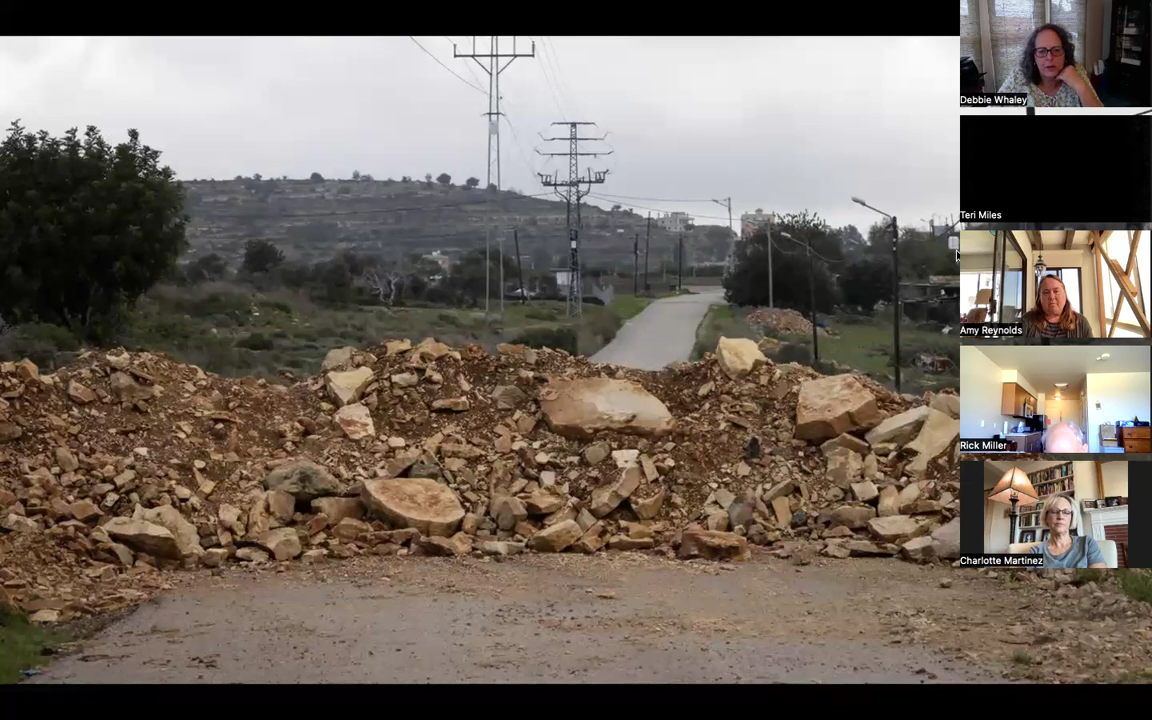 Debbie Whaley
Teri Miles
Amy Reynolds
Rick Miller
Charlotte Martinez